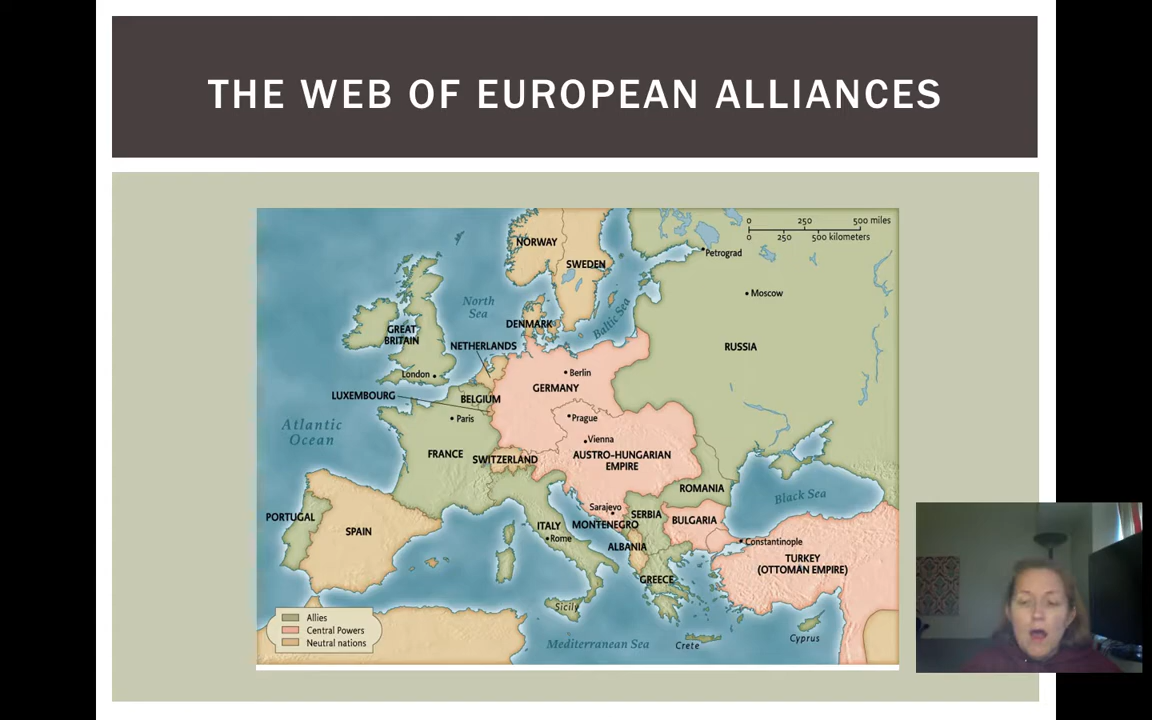 THE WEB OF EUROPEAN ALLIANCES
0 250 500 miles
0 250 500 kilometers
NORWAY
SWEDEN
Petrograd
Moscow
North
Sea
Baltic Sea
DENMARK
GREAT
BRITAIN
NETHERLANDS
RUSSIA
London
Berlin
GERMANY
LUXEMBOURG
BELGIUM
Paris
Prague
Atlantic
Ocean
Vienna
FRANCE
SWITZERLAND
AUSTRO-HUNGARIAN
EMPIRE
ROMANIA
Black Sea
PORTUGAL
SPAIN
ITALY
Rome
Sarajevo
MONTENEGRO
SERBIA
BULGARIA
ALBANIA
Constantinople
TURKEY
(OTTOMAN EMPIRE)
GREECE
Sicily
Mediterranean Sea
Crete
Cyprus
Allies
Central Powers
Neutral nations